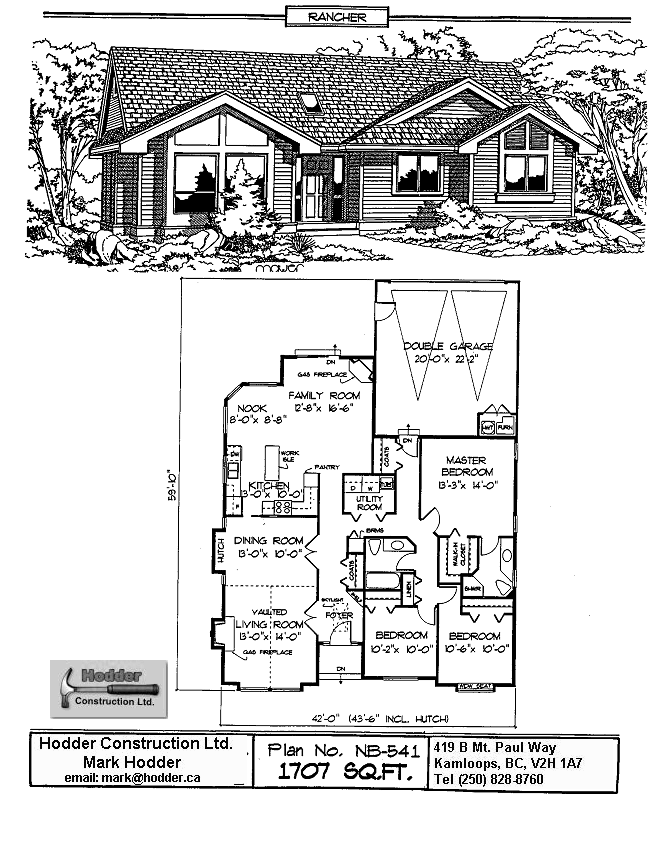 RANCHER
mower
DOUBLE GARAGE
20'-0"x 22'-2"
DN
GAS FIREPLACE
FAMILY ROOM
12'-8"x 16'-6"
NOOK
8'-0"x 8'-8"
HWT
FURN
DN
COATS
WORK
TBLE
DW
MASTER
BEDROOM
13'-3"x 14'-0"
PANTRY
KITCHEN
13'-0"x 10'-0"
D W
UTILITY
ROOM
59'-10"
BRMS
HUTCH
DINING ROOM
13'-0"x 10'-0"
WALK-IN
CLOSET
COATS
LINEN
SHWR
SKYLIGHT
SHELF
FOYER
VAULTED
LIVING ROOM
13'-0"x 14'-0"
GAS FIREPLACE
BEDROOM
10'-2"x 10'-0"
BEDROOM
10'-6"x 10'-0"
DN
WDW SEAT
Hodder
Construction Ltd.
42'-0" (43'-6" INCL. HUTCH)
Hodder Construction Ltd.
Mark Hodder
email: mark@hodder.ca
Plan No. NB-541
1707 SQ.FT.
419 B Mt. Paul Way
Kamloops, BC, V2H 1A7
Tel (250) 828-8760